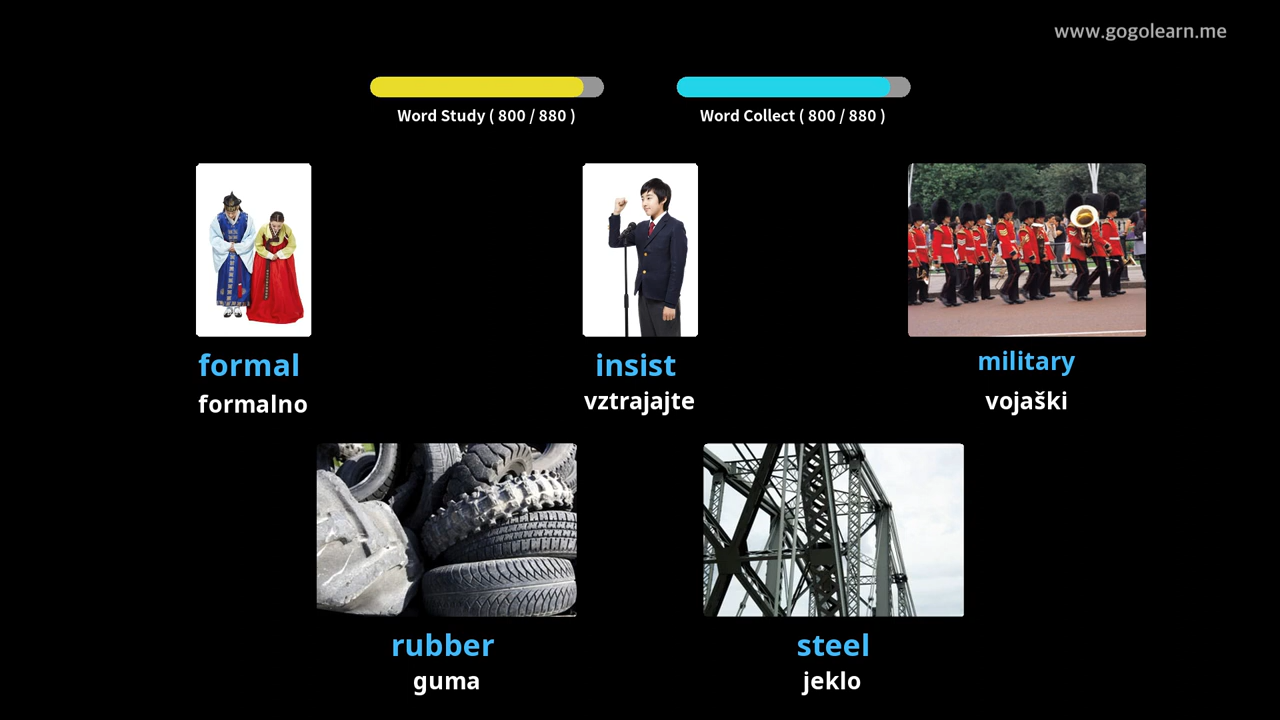 www.gogolearn.me
Word Study ( 800 / 880 )
Word Collect ( 800 / 880 )
formal
formalno
insist
vztrajajte
military
vojaški
rubber
guma
steel
jeklo